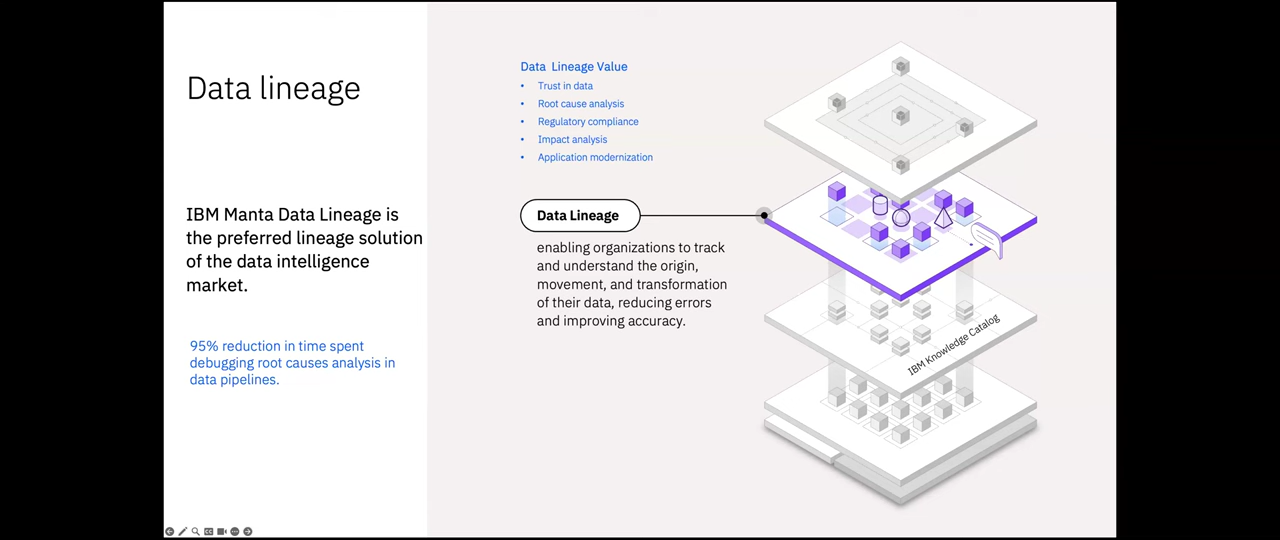 Data lineage
IBM Manta Data Lineage is
the preferred lineage solution
of the data intelligence
market.
95% reduction in time spent
debugging root causes analysis in
data pipelines.
Data  Lineage Value
• Trust in data
• Root cause analysis
• Regulatory compliance
• Impact analysis
• Application modernization
Data Lineage
enabling organizations to track
and understand the origin,
movement, and transformation
of their data, reducing errors
and improving accuracy.
IBM Knowledge Catalog